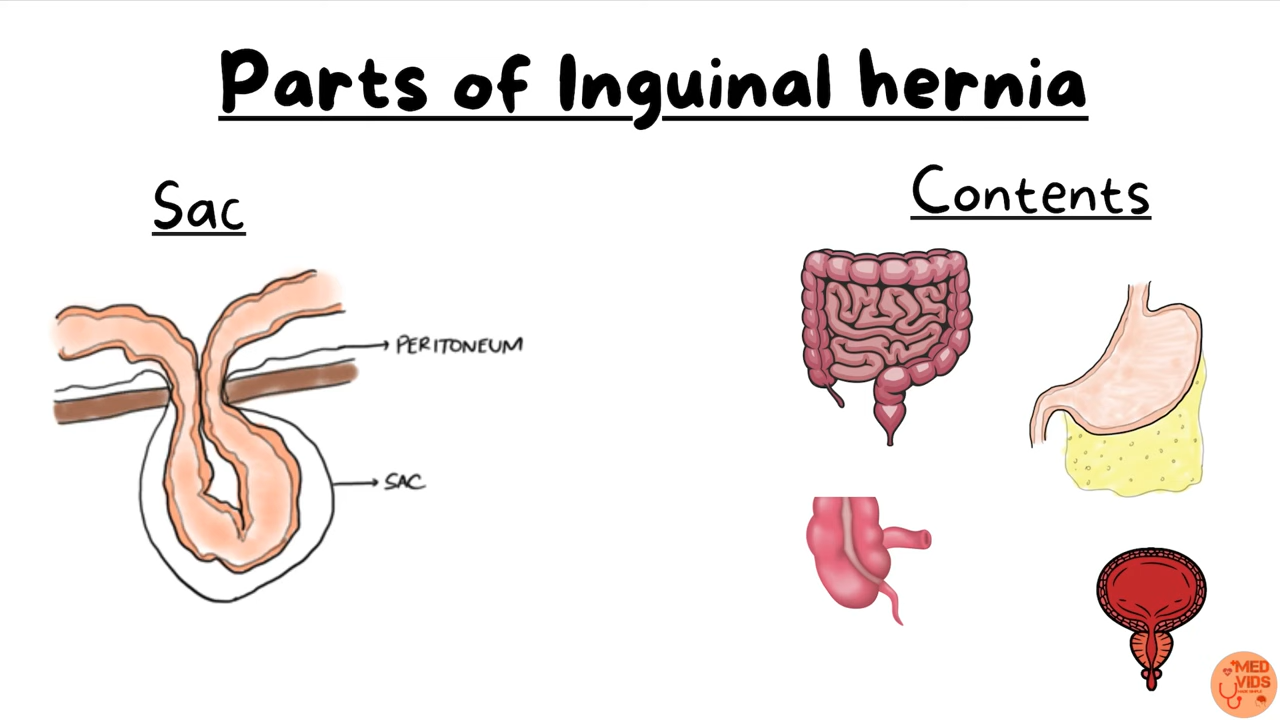 Parts of Inguinal hernia
Sac
Contents
PERITONEUM
SAC
MED
VIDS